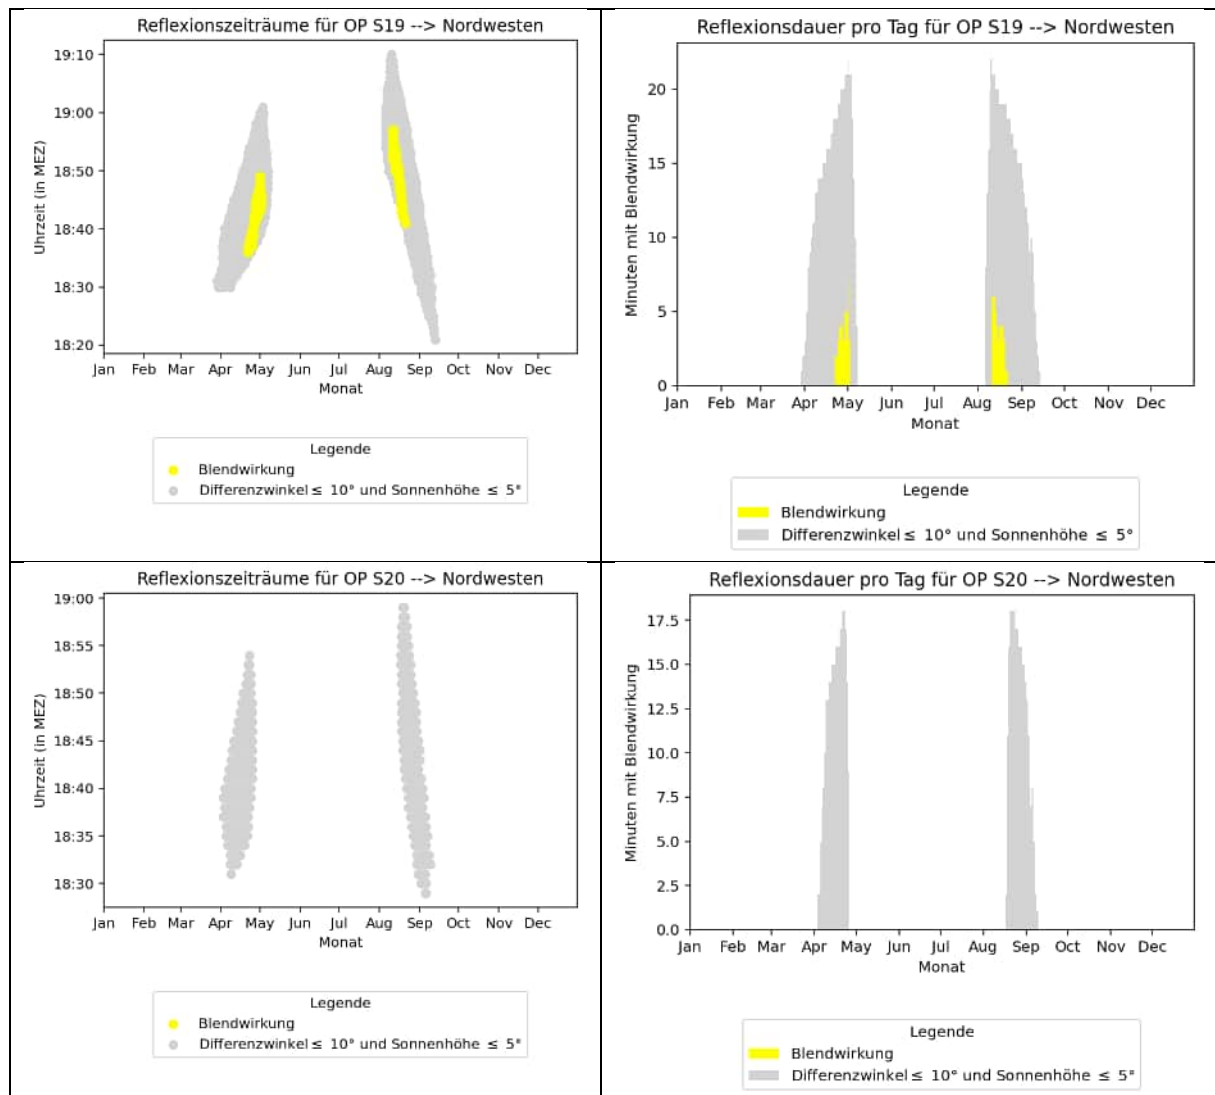 Reflexionszeiträume für OP S19 --> Nordwesten
19:10
19:00
18:50
18:40
18:30
18:20
Uhrzeit (in MEZ)
Jan Feb Mar Apr May Jun Jul Aug Sep Oct Nov Dec
Monat
Legende
Blendwirkung
Differenzwinkel ≤ 10° und Sonnenhöhe ≤ 5°
Reflexionsdauer pro Tag für OP S19 --> Nordwesten
20
15
10
5
0
Minuten mit Blendwirkung
Jan Feb Mar Apr May Jun Jul Aug Sep Oct Nov Dec
Monat
Legende
Blendwirkung
Differenzwinkel ≤ 10° und Sonnenhöhe ≤ 5°
Reflexionszeiträume für OP S20 --> Nordwesten
19:00
18:55
18:50
18:45
18:40
18:35
18:30
Uhrzeit (in MEZ)
Jan Feb Mar Apr May Jun Jul Aug Sep Oct Nov Dec
Monat
Legende
Blendwirkung
Differenzwinkel ≤ 10° und Sonnenhöhe ≤ 5°
Reflexionsdauer pro Tag für OP S20 --> Nordwesten
17.5
15.0
12.5
10.0
7.5
5.0
2.5
0.0
Minuten mit Blendwirkung
Jan Feb Mar Apr May Jun Jul Aug Sep Oct Nov Dec
Monat
Legende
Blendwirkung
Differenzwinkel ≤ 10° und Sonnenhöhe ≤ 5°